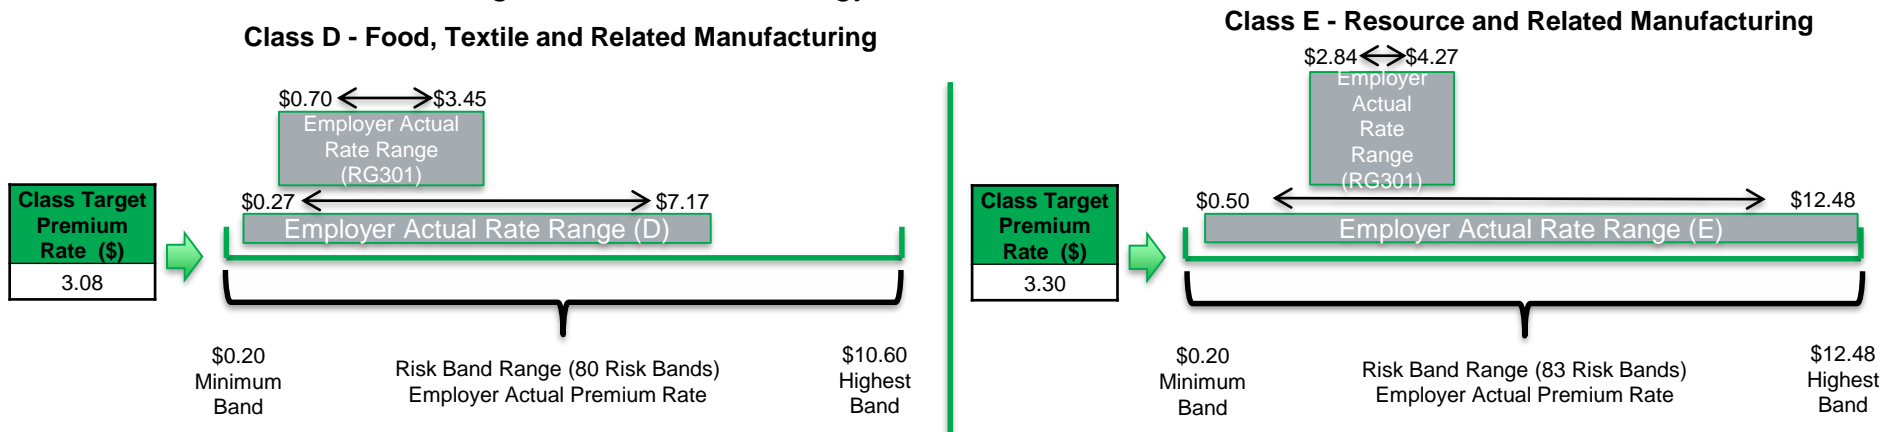 Class D - Food, Textile and Related Manufacturing
$0.70
$3.45
Employer Actual
Rate Range
(RG301)
$0.27
$7.17
Employer Actual Rate Range (D)
Class Target
Premium
Rate ($)
3.08
$0.20
Minimum
Band
Risk Band Range (80 Risk Bands)
Employer Actual Premium Rate
$10.60
Highest
Band
Class E - Resource and Related Manufacturing
$2.84
$4.27
Employer
Actual
Rate
Range
(RG301)
$0.50
$12.48
Employer Actual Rate Range (E)
Class Target
Premium
Rate ($)
3.30
$0.20
Minimum
Band
Risk Band Range (83 Risk Bands)
Employer Actual Premium Rate
$12.48
Highest
Band